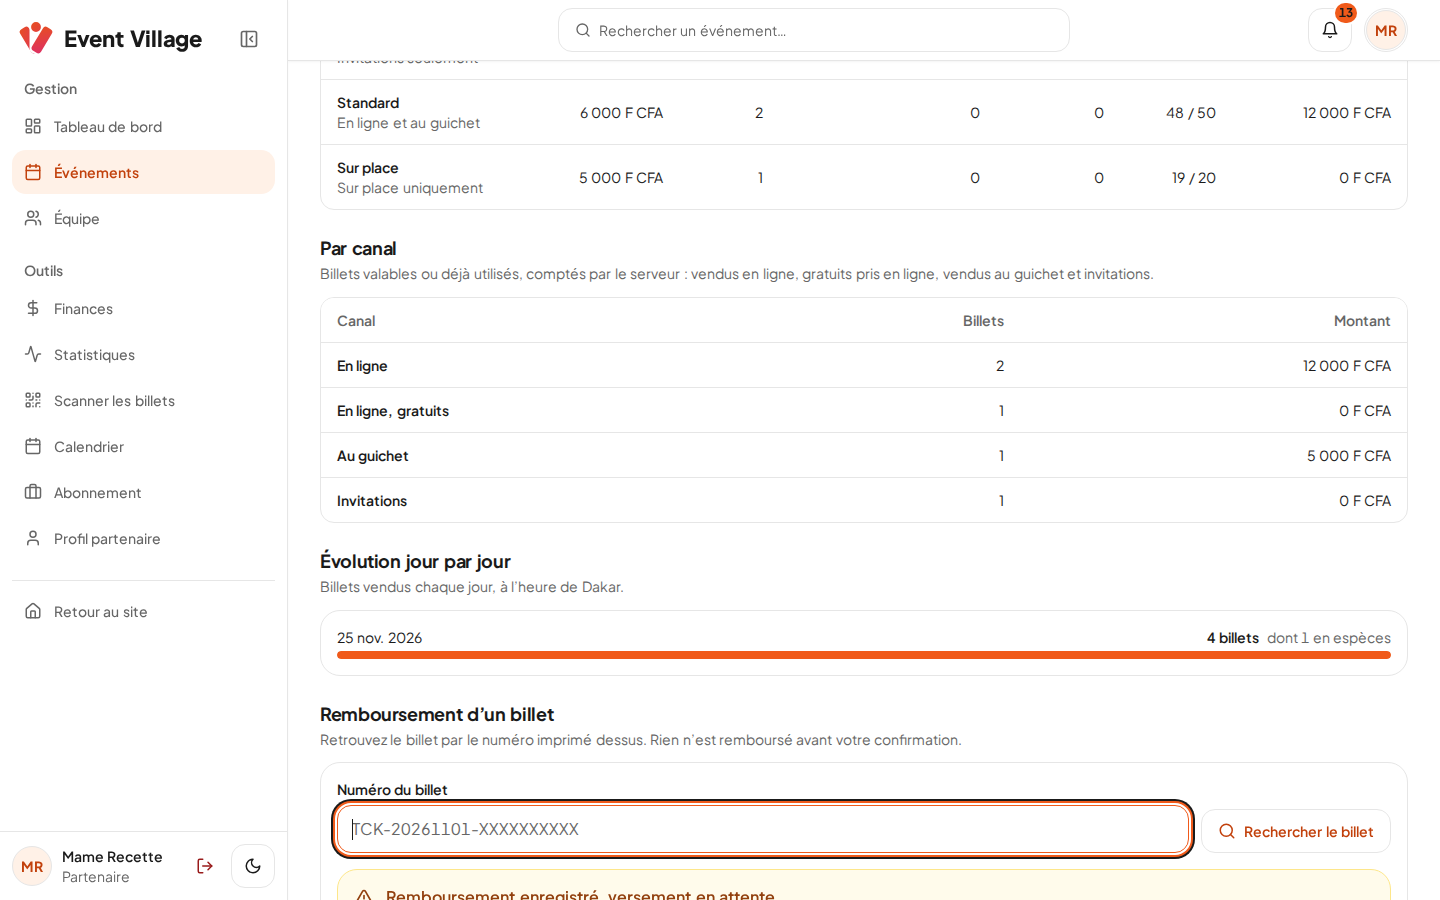 Event Village
Rechercher un événement…
13
MR
Gestion
Tableau de bord
Événements
Équipe
Outils
Finances
Statistiques
Scanner les billets
Calendrier
Abonnement
Profil partenaire
Retour au site
MR
Mame Recette
Partenaire
Invitations seulement
Standard
En ligne et au guichet
6 000 F CFA 2 0 0 48 / 50 12 000 F CFA
Sur place
Sur place uniquement
5 000 F CFA 1 0 0 19 / 20 0 F CFA
Par canal
Billets valables ou déjà utilisés, comptés par le serveur : vendus en ligne, gratuits pris en ligne, vendus au guichet et invitations.
Canal Billets Montant
En ligne 2 12 000 F CFA
En ligne, gratuits 1 0 F CFA
Au guichet 1 5 000 F CFA
Invitations 1 0 F CFA
Évolution jour par jour
Billets vendus chaque jour, à l’heure de Dakar.
25 nov. 2026 4 billets dont 1 en espèces
Remboursement d’un billet
Retrouvez le billet par le numéro imprimé dessus. Rien n’est remboursé avant votre confirmation.
Numéro du billet
TCK-20261101-XXXXXXXXXX
Rechercher le billet
Remboursement enregistré, versement en attente